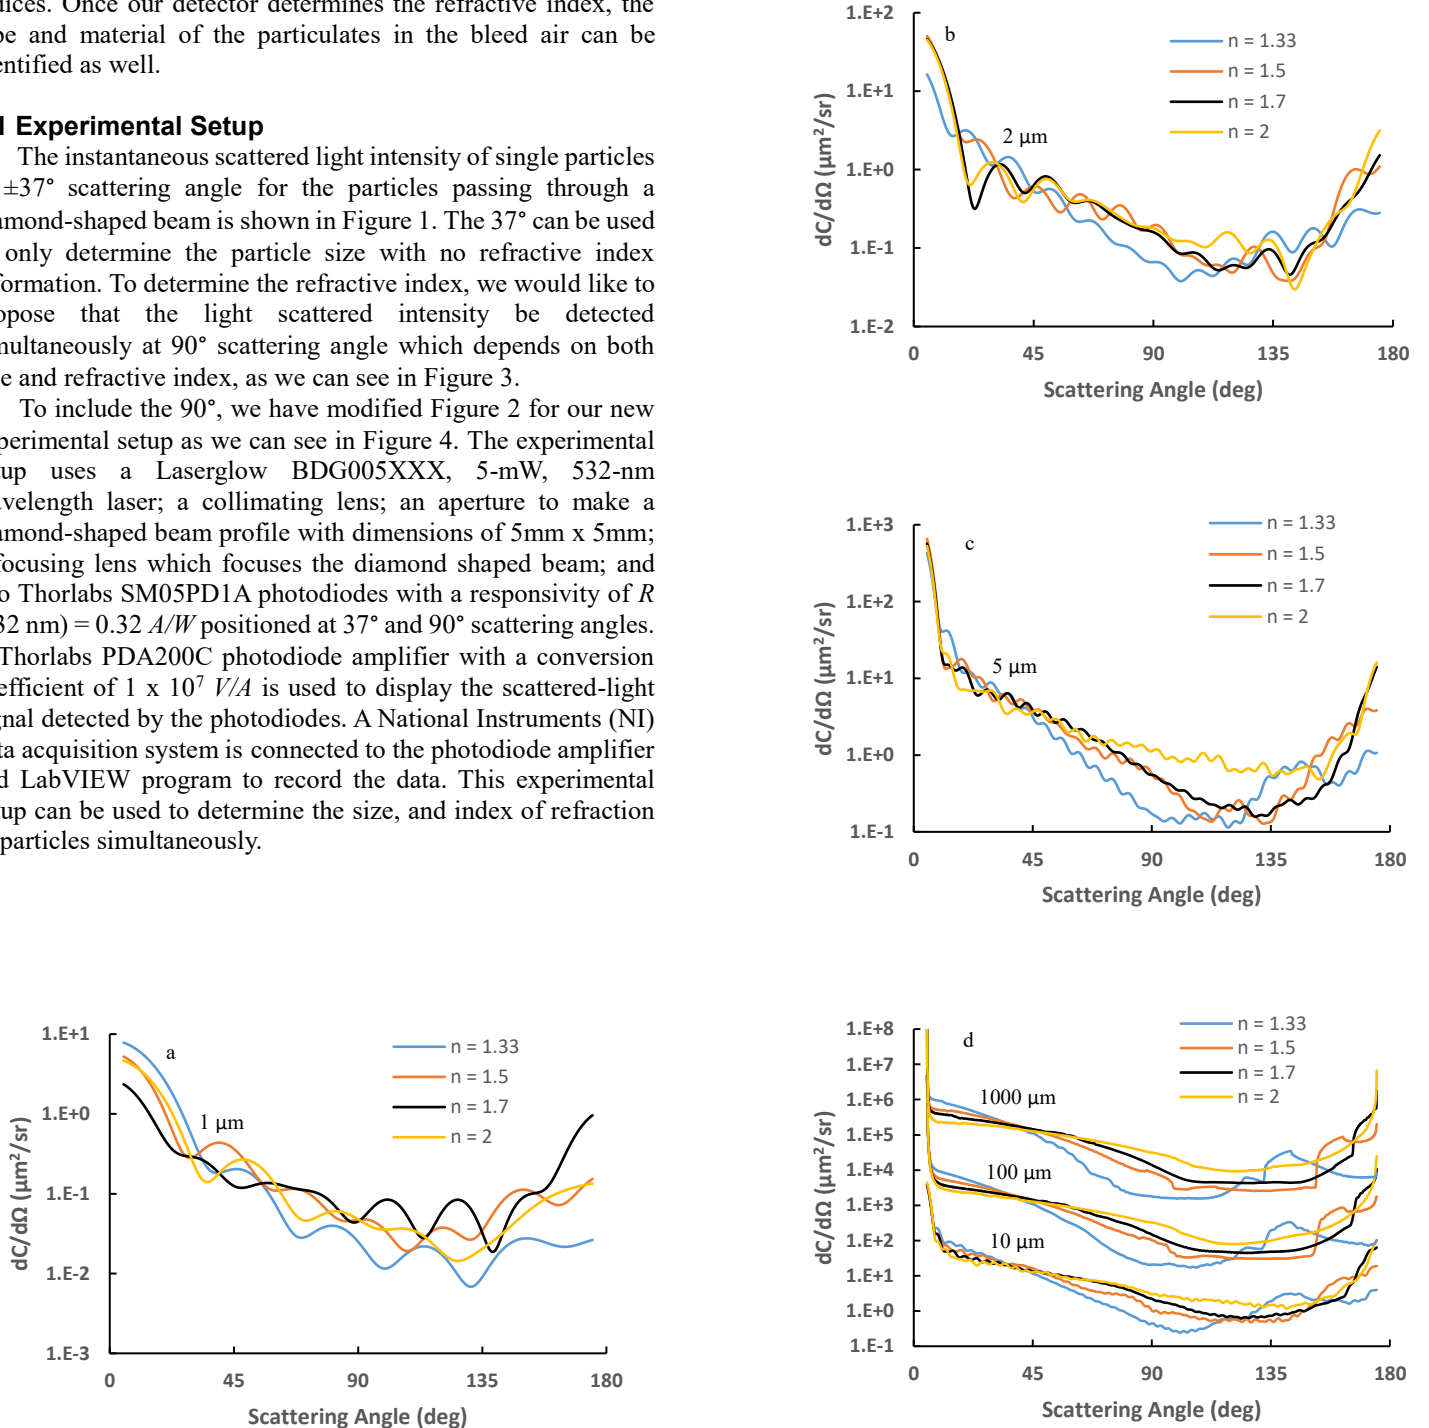 dices. Once our detector determines the refractive index, the
pe and material of the particulates in the bleed air can be
entified as well.
1 Experimental Setup
The instantaneous scattered light intensity of single particles
±37° scattering angle for the particles passing through a
amond-shaped beam is shown in Figure 1. The 37° can be used
only determine the particle size with no refractive index
formation. To determine the refractive index, we would like to
opose that the light scattered intensity be detected
multaneously at 90° scattering angle which depends on both
e and refractive index, as we can see in Figure 3.
To include the 90°, we have modified Figure 2 for our new
perimental setup as we can see in Figure 4. The experimental
tup uses a Laserglow BDG005XXX, 5-mW, 532-nm
avelength laser; a collimating lens; an aperture to make a
amond-shaped beam profile with dimensions of 5mm x 5mm;
focusing lens which focuses the diamond shaped beam; and
o Thorlabs SM05PD1A photodiodes with a responsivity of R
32 nm) = 0.32 A/W positioned at 37° and 90° scattering angles.
Thorlabs PDA200C photodiode amplifier with a conversion
efficient of 1 x 10⁷ V/A is used to display the scattered-light
gnal detected by the photodiodes. A National Instruments (NI)
ta acquisition system is connected to the photodiode amplifier
d LabVIEW program to record the data. This experimental
tup can be used to determine the size, and index of refraction
particles simultaneously.
1.E+1
1.E+0
1.E-1
1.E-2
1.E-3
dC/dΩ (µm²/sr)
a
1 µm
n = 1.33
n = 1.5
n = 1.7
n = 2
0 45 90 135 180
Scattering Angle (deg)
1.E+2
1.E+1
1.E+0
1.E-1
1.E-2
dC/dΩ (µm²/sr)
b
2 µm
n = 1.33
n = 1.5
n = 1.7
n = 2
0 45 90 135 180
Scattering Angle (deg)
1.E+3
1.E+2
1.E+1
1.E+0
1.E-1
dC/dΩ (µm²/sr)
c
5 µm
n = 1.33
n = 1.5
n = 1.7
n = 2
0 45 90 135 180
Scattering Angle (deg)
1.E+8
1.E+7
1.E+6
1.E+5
1.E+4
1.E+3
1.E+2
1.E+1
1.E+0
1.E-1
dC/dΩ (µm²/sr)
d
1000 µm
100 µm
10 µm
n = 1.33
n = 1.5
n = 1.7
n = 2
0 45 90 135 180
Scattering Angle (deg)